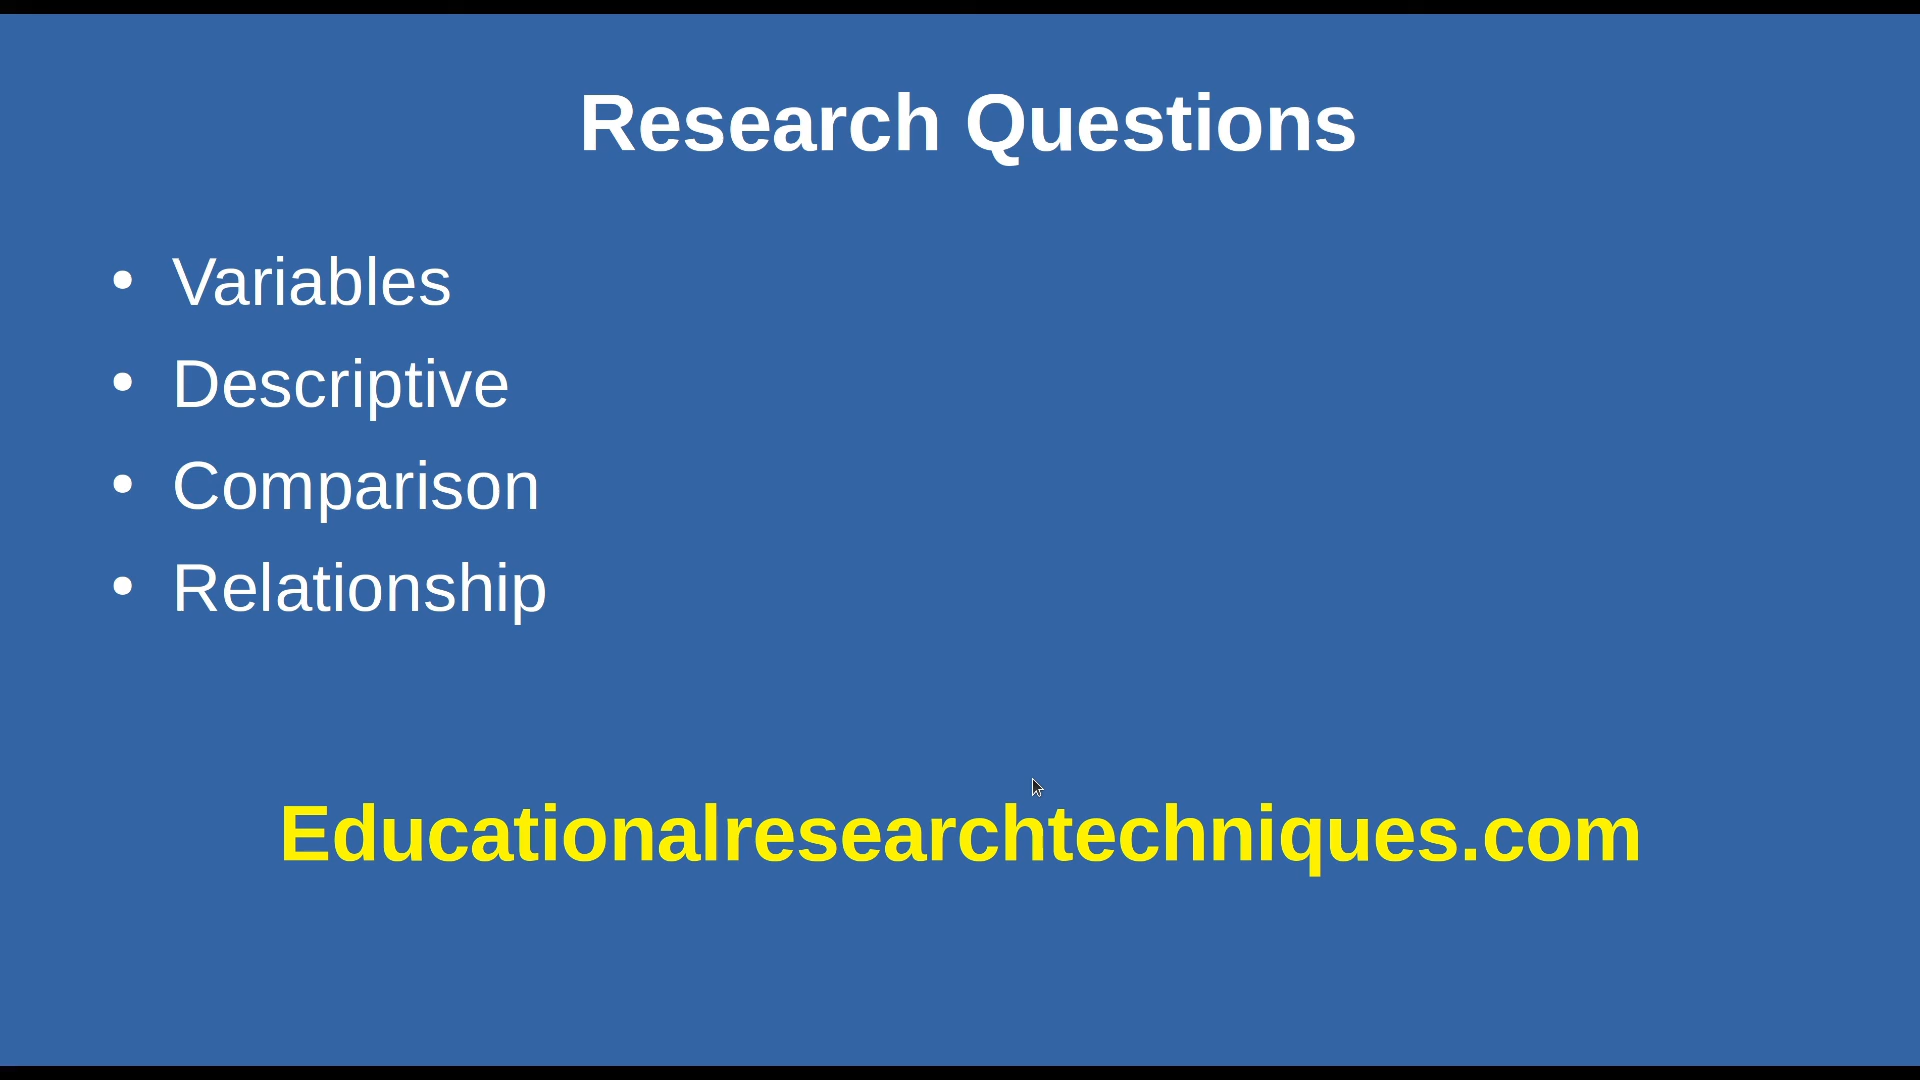 Research Questions
• Variables
• Descriptive
• Comparison
• Relationship
Educationalresearchtechniques.com